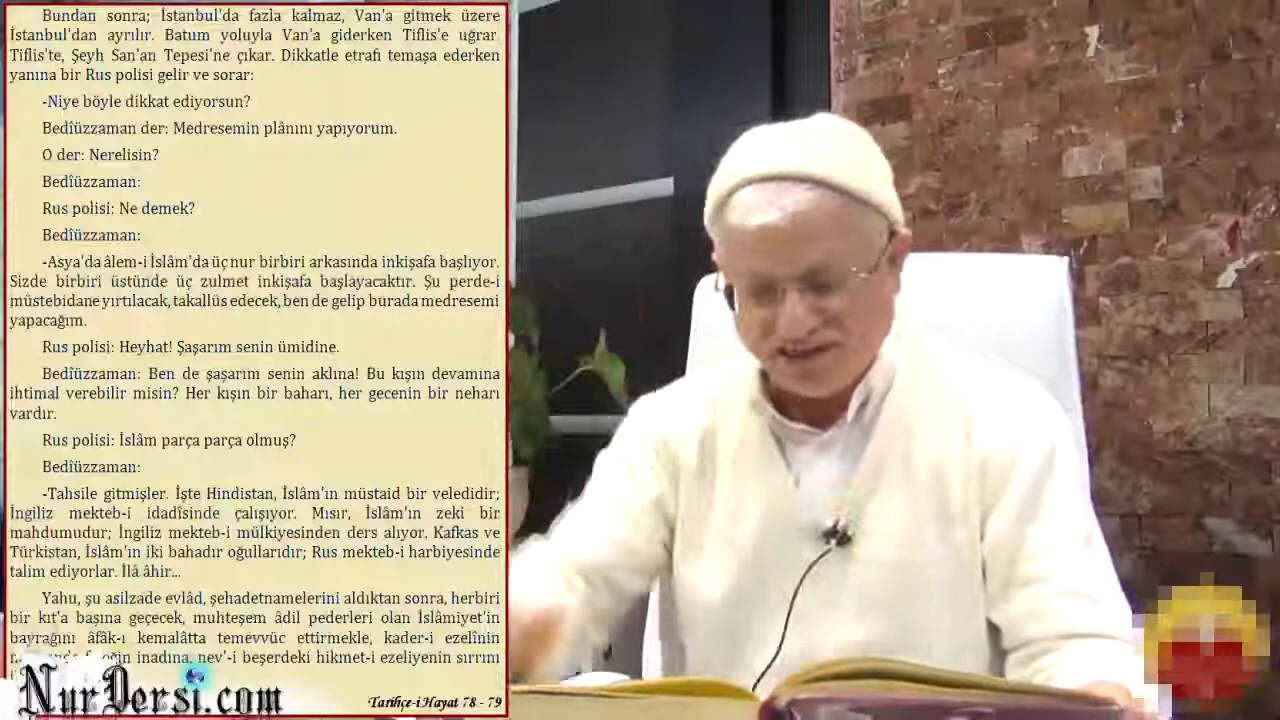 Bundan sonra; İstanbul'da fazla kalmaz, Van'a gitmek üzere
İstanbul'dan ayrılır. Batum yoluyla Van'a giderken Tiflis'e uğrar.
Tiflis'te, Şeyh San'an Tepesi'ne çıkar. Dikkatle etrafı temaşa ederken
yanına bir Rus polisi gelir ve sorar:
-Niye böyle dikkat ediyorsun?
Bedîüzzaman der: Medresemin plânını yapıyorum.
O der: Nerelisin?
Bedîüzzaman:
Rus polisi: Ne demek?
Bedîüzzaman:
-Asya'da âlem-i İslâm'da üç nur birbiri arkasında inkişafa başlıyor.
Sizde birbiri üstünde üç zulmet inkişafa başlayacaktır. Şu perde-i
müstebidane yırtılacak, takallüs edecek, ben de gelip burada medresemi
yapacağım.
Rus polisi: Heyhat! Şaşarım senin ümidine.
Bedîüzzaman: Ben de şaşarım senin aklına! Bu kışın devamına
ihtimal verebilir misin? Her kışın bir baharı, her gecenin bir neharı
vardır.
Rus polisi: İslâm parça parça olmuş?
Bedîüzzaman:
-Tahsile gitmişler. İşte Hindistan, İslâm'ın müstaid bir veledidir;
İngiliz mekteb-i idadîsinde çalışıyor. Mısır, İslâm'ın zeki bir
mahdumudur; İngiliz mekteb-i mülkiyesinden ders alıyor. Kafkas ve
Türkistan, İslâm'ın iki bahadır oğullarıdır; Rus mekteb-i harbiyesinde
talim ediyorlar. İlâ âhir...
Yahu, şu asilzade evlâd, şehadetnamelerini aldıktan sonra, herbiri
bir kıt'a başına geçecek, muhteşem âdil pederleri olan İslâmiyet'in
bayrağını âfâk-ı kemalâtta temevvüc ettirmekle, kader-i ezelînin
inadına, nev'-i beşerdeki hikmet-i ezeliyenin sırrını
NurDersi.com
Tarihçe-i Hayat 78 - 79